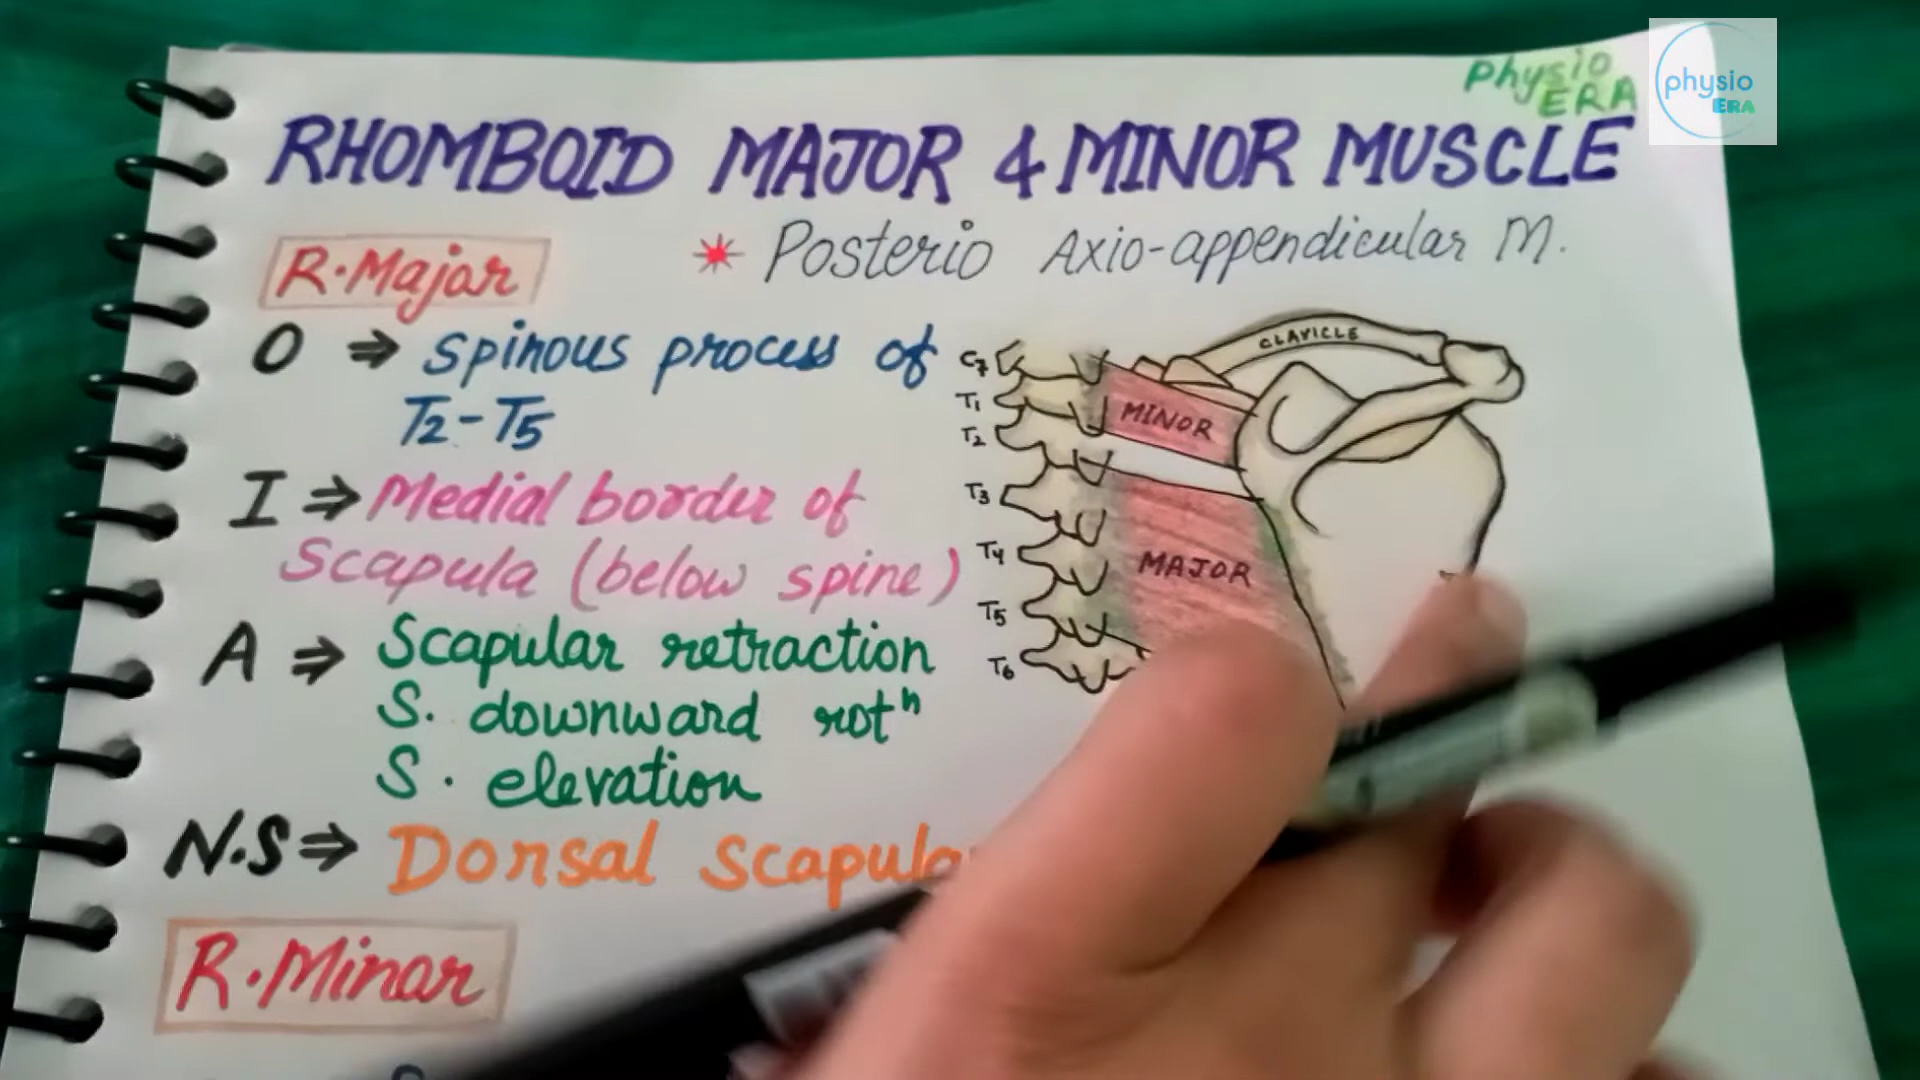 Physio
ERA
physio
ERA
RHOMBOID MAJOR & MINOR MUSCLE
Posterio Axio-appendicular M.
R.Major
O ⇒ Spinous process of
T2-T5
I ⇒ Medial border of
Scapula (below spine)
A ⇒ Scapular retraction
S. downward rotⁿ
S. elevation
N.S ⇒ Dorsal
R.Minor
CLAVICLE
C7
T1
MINOR
T2
T3
T4
MAJOR
T5
T6